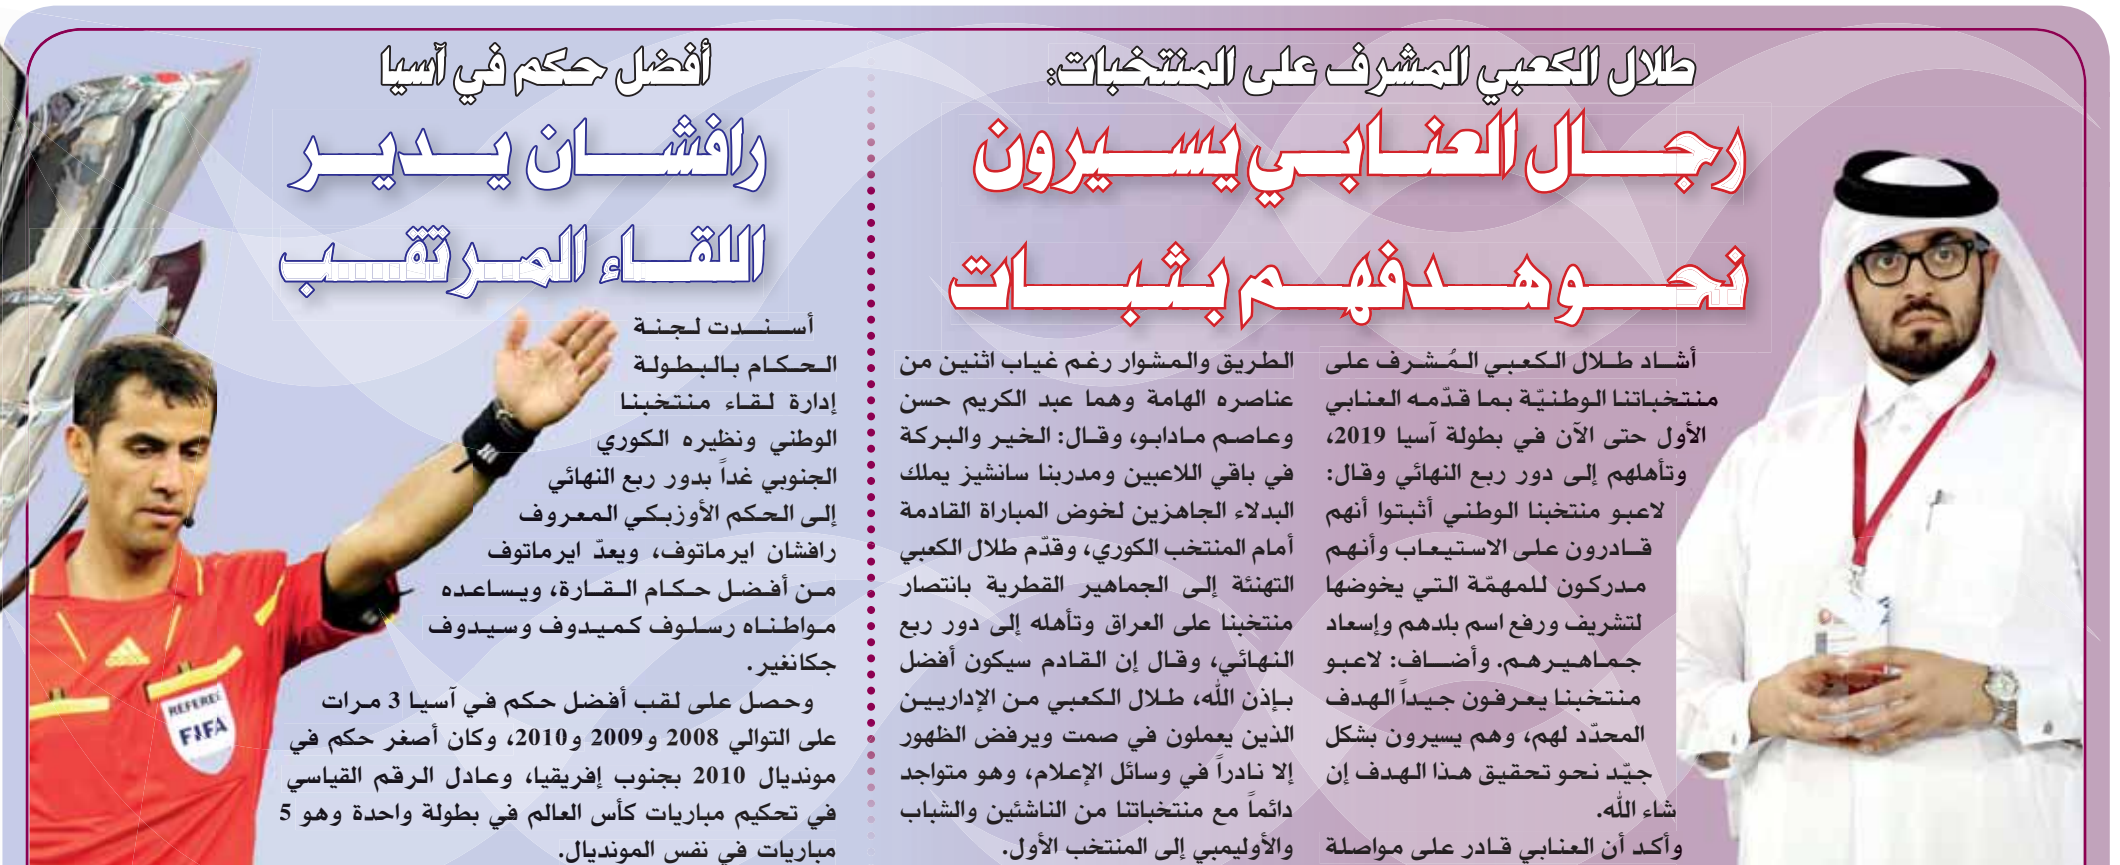 طلال الكعبي المشرف على المنتخبات:
رجال العنابي يسيرون
نحو هدفهم بثبات
أشاد طلال الكعبي المُشرف على
منتخباتنا الوطنيّة بما قدّمه العنابي
الأول حتى الآن في بطولة آسيا 2019،
وتأهلهم إلى دور ربع النهائي وقال:
لاعبو منتخبنا الوطني أثبتوا أنهم
قادرون على الاستيعاب وأنهم
مدركون للمهمّة التي يخوضها
لتشريف ورفع اسم بلدهم وإسعاد
جماهيرهم. وأضاف: لاعبو
منتخبنا يعرفون جيداً الهدف
المحدّد لهم، وهم يسيرون بشكل
جيّد نحو تحقيق هذا الهدف إن
شاء الله.
وأكد أن العنابي قادر على مواصلة
الطريق والمشوار رغم غياب اثنين من
عناصره الهامة وهما عبد الكريم حسن
وعاصم مادابو، وقال: الخير والبركة
في باقي اللاعبين ومدربنا سانشيز يملك
البدلاء الجاهزين لخوض المباراة القادمة
أمام المنتخب الكوري، وقدّم طلال الكعبي
التهنئة إلى الجماهير القطرية بانتصار
منتخبنا على العراق وتأهله إلى دور ربع
النهائي، وقال إن القادم سيكون أفضل
بإذن الله، طلال الكعبي من الإداريين
الذين يعملون في صمت ويرفض الظهور
إلا نادراً في وسائل الإعلام، وهو متواجد
دائماً مع منتخباتنا من الناشئين والشباب
والأوليمبي إلى المنتخب الأول.
أفضل حكم في آسيا
رافشان يدير
اللقاء المرتقب
أسندت لجنة
الحكام بالبطولة
إدارة لقاء منتخبنا
الوطني ونظيره الكوري
الجنوبي غداً بدور ربع النهائي
إلى الحكم الأوزبكي المعروف
رافشان ايرماتوف، ويعدّ ايرماتوف
من أفضل حكام القارة، ويساعده
مواطناه رسلوف كميدوف وسيدوف
جكانغير.
وحصل على لقب أفضل حكم في آسيا 3 مرات
على التوالي 2008 و2009 و2010، وكان أصغر حكم في
مونديال 2010 بجنوب إفريقيا، وعادل الرقم القياسي
في تحكيم مباريات كأس العالم في بطولة واحدة وهو 5
مباريات في نفس المونديال.
REFEREE
FIFA